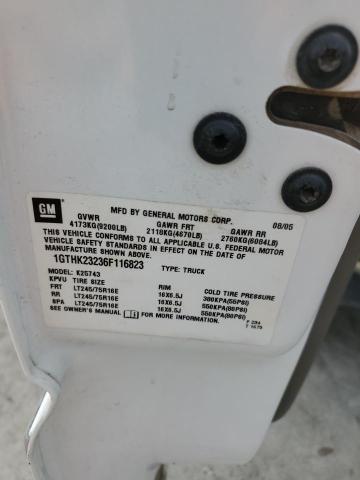 GM
MFD BY GENERAL MOTORS CORP. 08/05
GVWR GAWR FRT GAWR RR
4173KG(9200LB) 2118KG(4670LB) 2760KG(6084LB)
THIS VEHICLE CONFORMS TO ALL APPLICABLE U.S. FEDERAL MOTOR
VEHICLE SAFETY STANDARDS IN EFFECT ON THE DATE OF
MANUFACTURE SHOWN ABOVE.
1GTHK23236F116823 TYPE: TRUCK
MODEL: K25743
KPVU TIRE SIZE RIM COLD TIRE PRESSURE
FRT LT245/75R16E 16X6.5J 380KPA(55PSI)
RR LT245/75R16E 16X6.5J 550KPA(80PSI)
SPA LT245/75R16E 16X6.5J 550KPA(80PSI)
SEE OWNER'S MANUAL